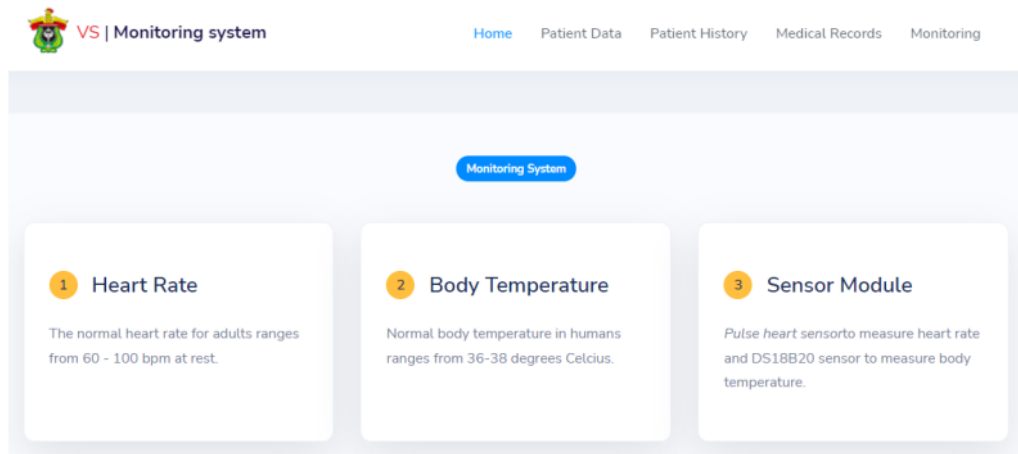 VS | Monitoring system
Home Patient Data Patient History Medical Records Monitoring
Monitoring System
1 Heart Rate
The normal heart rate for adults ranges
from 60 - 100 bpm at rest.
2 Body Temperature
Normal body temperature in humans
ranges from 36-38 degrees Celcius.
3 Sensor Module
Pulse heart sensorto measure heart rate
and DS18B20 sensor to measure body
temperature.